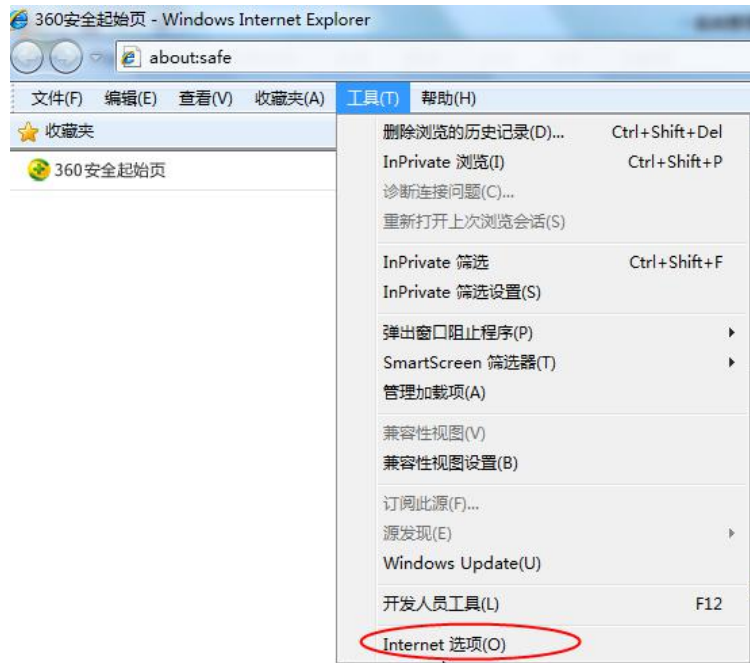 360安全起始页 - Windows Internet Explorer
about:safe
文件(F) 编辑(E) 查看(V) 收藏夹(A) 工具(T) 帮助(H)
收藏夹
360安全起始页
删除浏览的历史记录(D)... Ctrl+Shift+Del
InPrivate 浏览(I) Ctrl+Shift+P
诊断连接问题(C)...
重新打开上次浏览会话(S)
InPrivate 筛选 Ctrl+Shift+F
InPrivate 筛选设置(S)
弹出窗口阻止程序(P)
SmartScreen 筛选器(T)
管理加载项(A)
兼容性视图(V)
兼容性视图设置(B)
订阅此源(F)...
源发现(E)
Windows Update(U)
开发人员工具(L) F12
Internet 选项(O)